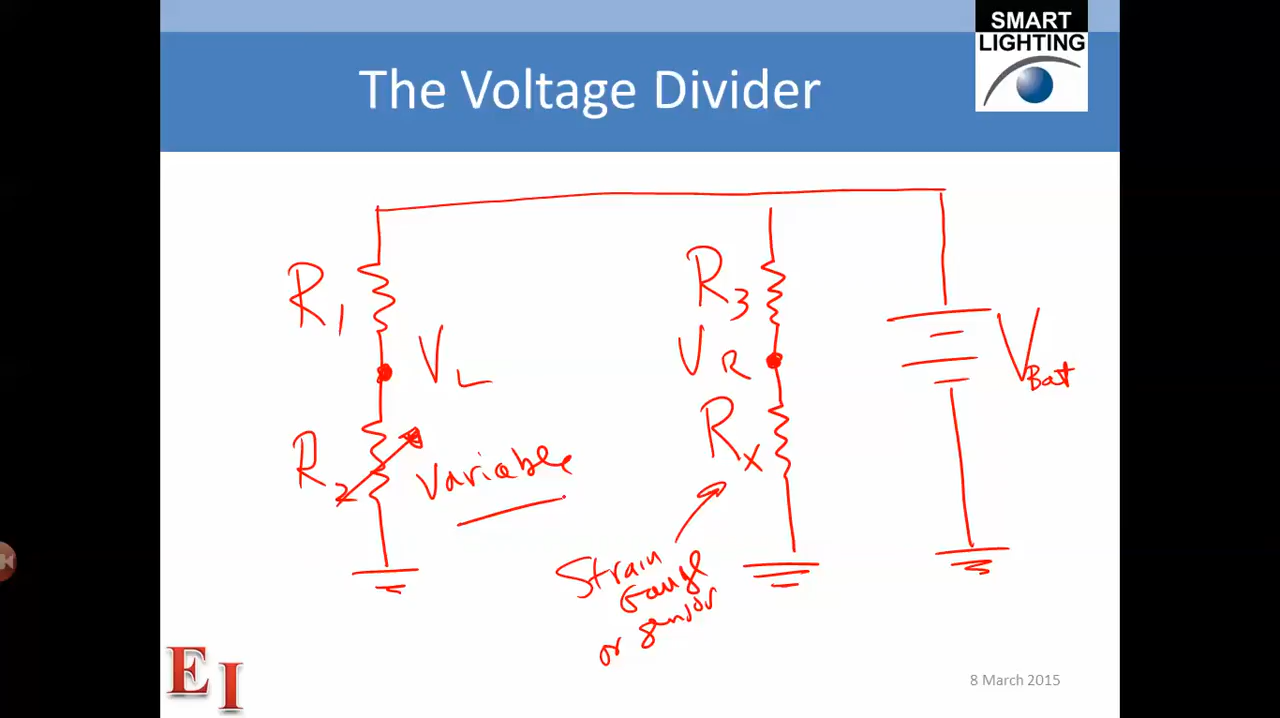 SMART
LIGHTING
The Voltage Divider
R1
R3
VL
VR
VBat
R2
Variable
Rx
Strain
Gauge
or sensor
EI
8 March 2015